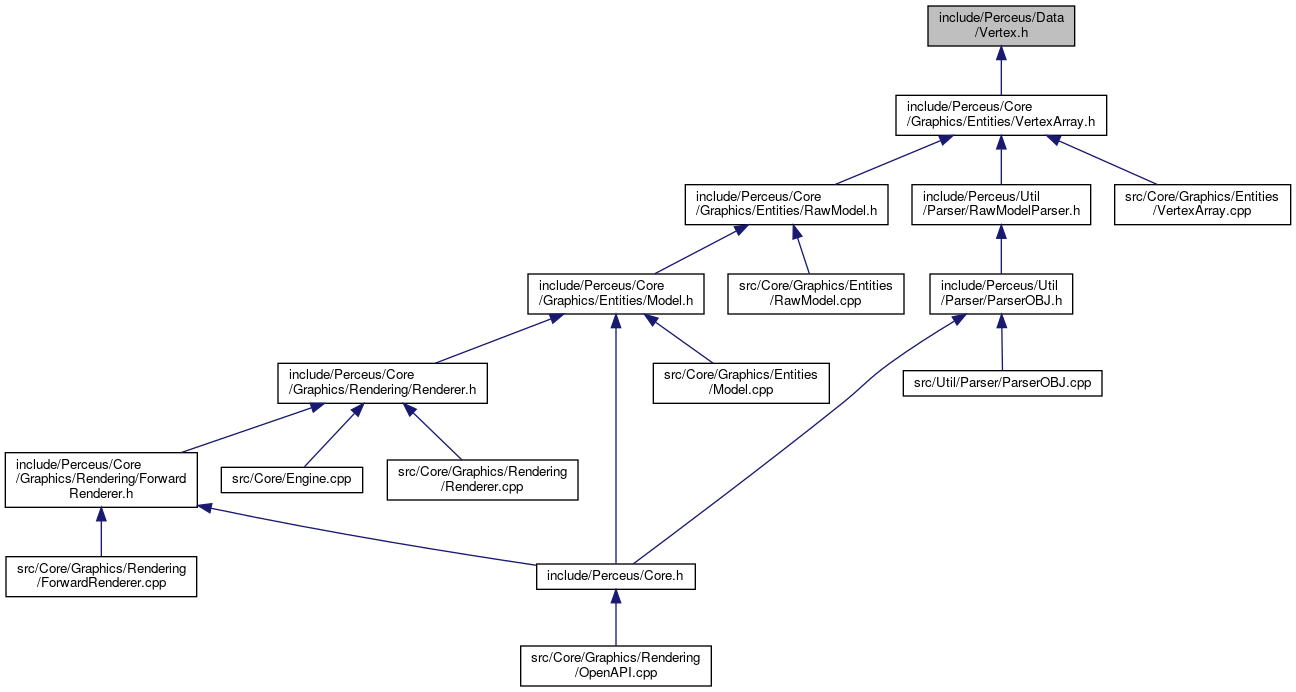 include/Perceus/Data
/Vertex.h
include/Perceus/Core
/Graphics/Entities/VertexArray.h
include/Perceus/Core
/Graphics/Entities/RawModel.h
include/Perceus/Util
/Parser/RawModelParser.h
src/Core/Graphics/Entities
/VertexArray.cpp
include/Perceus/Core
/Graphics/Entities/Model.h
src/Core/Graphics/Entities
/RawModel.cpp
include/Perceus/Util
/Parser/ParserOBJ.h
include/Perceus/Core
/Graphics/Rendering/Renderer.h
src/Core/Graphics/Entities
/Model.cpp
src/Util/Parser/ParserOBJ.cpp
include/Perceus/Core
/Graphics/Rendering/Forward
Renderer.h
src/Core/Engine.cpp
src/Core/Graphics/Rendering
/Renderer.cpp
src/Core/Graphics/Rendering
/ForwardRenderer.cpp
include/Perceus/Core.h
src/Core/Graphics/Rendering
/OpenAPI.cpp